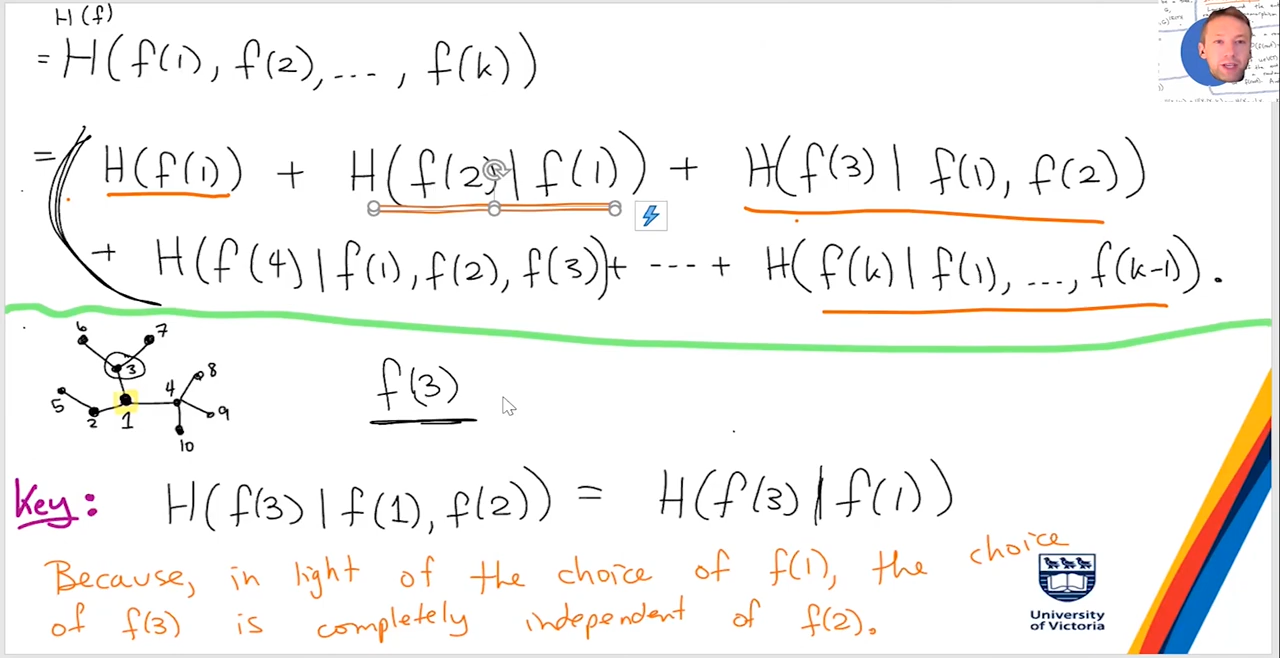 H(f)
= H(f(1), f(2), ... , f(k))
= H(f(1)) + H(f(2) | f(1)) + H(f(3) | f(1), f(2))
+ H(f(4) | f(1), f(2), f(3)) + --- + H(f(k) | f(1), ..., f(k-1)).
6 7
3
5 2 1 4 8 9
10
f(3)
Key: H(f(3) | f(1), f(2)) = H(f(3) | f(1))
Because, in light of the choice of f(1), the choice
of f(3) is completely independent of f(2).
University
of Victoria